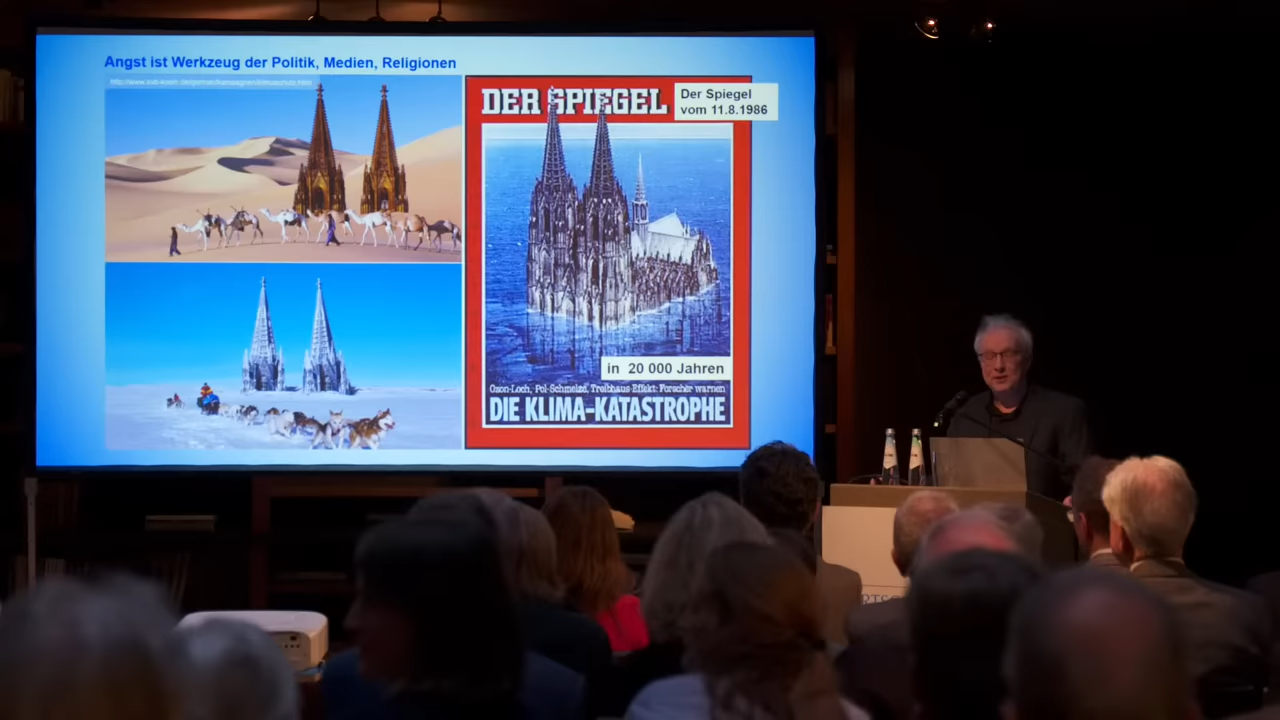 Angst ist Werkzeug der Politik, Medien, Religionen
DER SPIEGEL
Der Spiegel
vom 11.8.1986
in 20 000 Jahren
Ozon-Loch, Pol-Schmelze, Treibhaus-Effekt: Forscher warnen
DIE KLIMA-KATASTROPHE